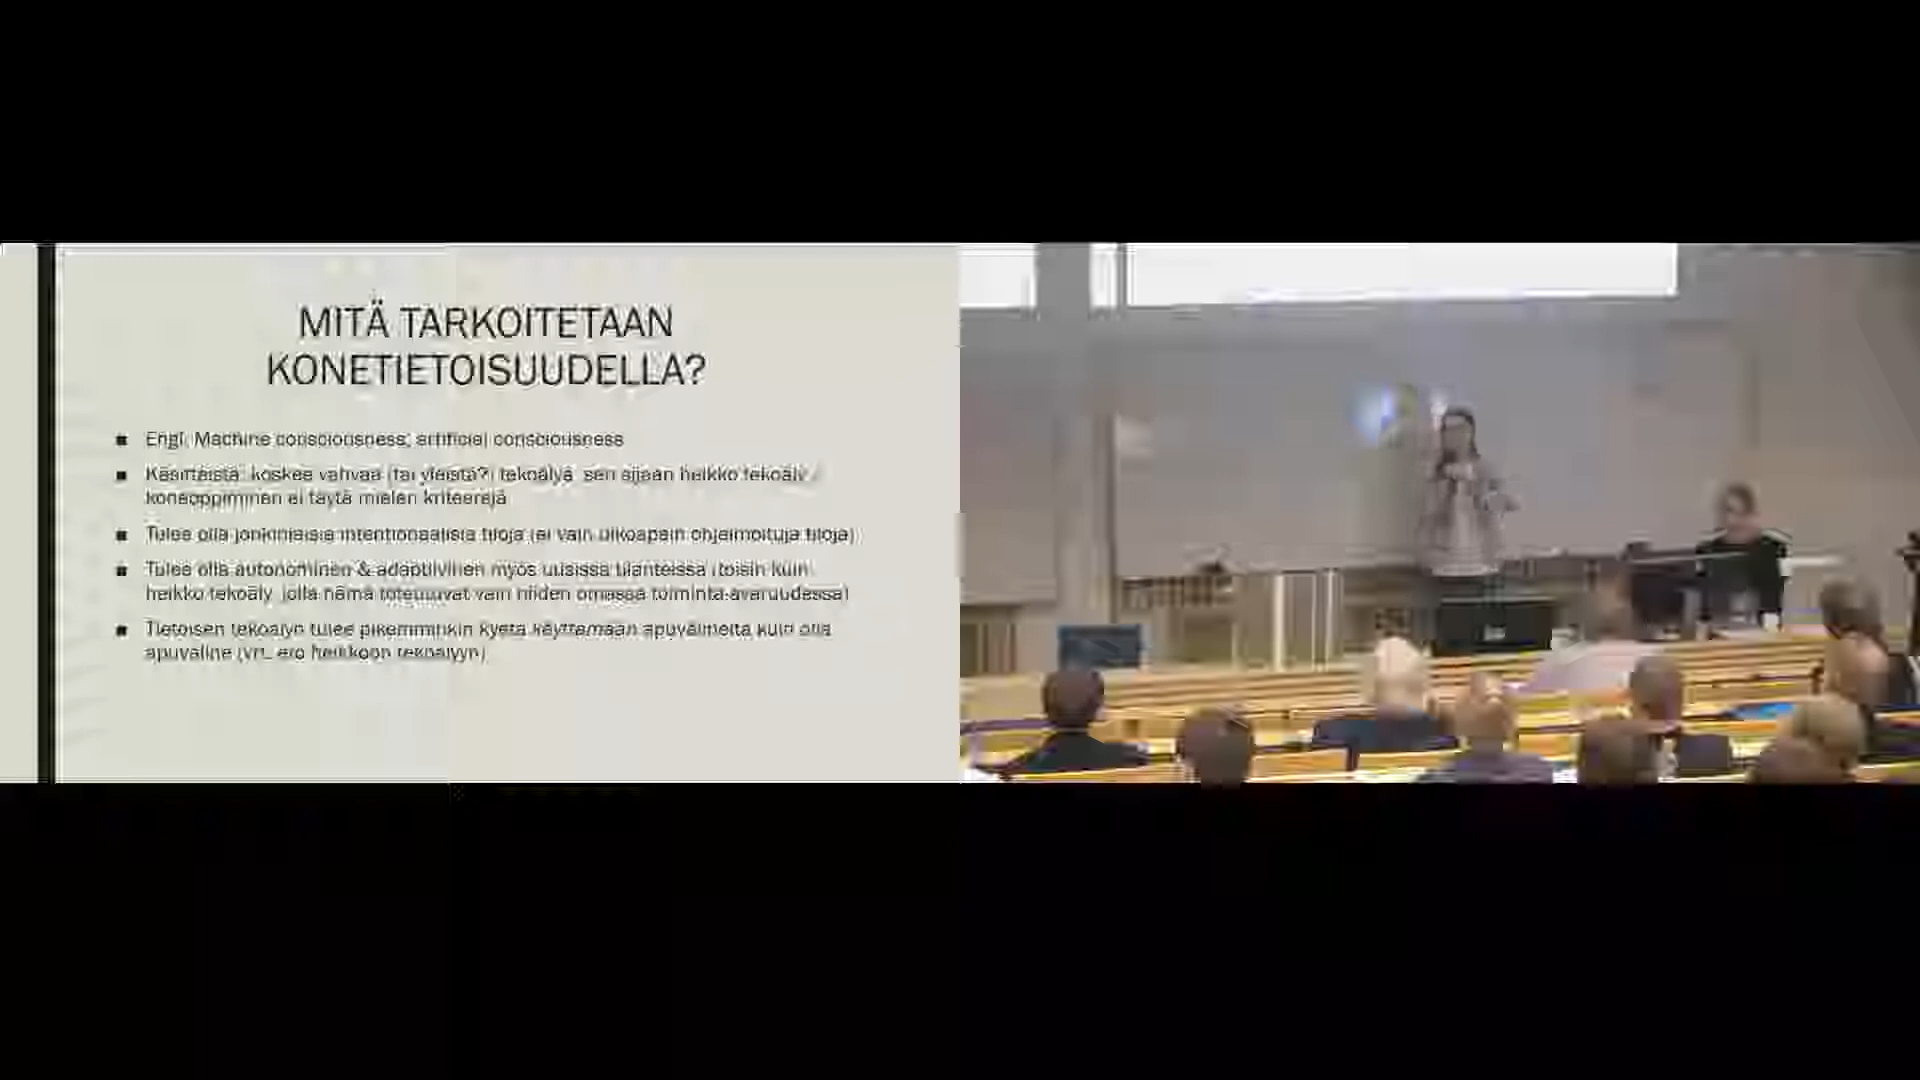 MITÄ TARKOITETAAN
KONETIETOISUUDELLA?
Engl. Machine consciousness, artificial consciousness
Käsitteistä: koskee vahvaa (tai yleistä?) tekoälyä, sen sijaan heikko tekoäly /
koneoppiminen ei täytä mielen kriteerejä
Tulee olla jonkinlaisia intentionaalisia tiloja (ei vain ulkoapäin ohjelmoituja tiloja)
Tulee olla autonominen & adaptiivinen myös uusissa tilanteissa (toisin kuin
heikko tekoäly, jolla nämä toteutuvat vain niiden omassa toiminta-avaruudessa)
Tietoisen tekoälyn tulee pikemminkin kyetä käyttämään apuvälineitä kuin olla
apuväline (vrt. ero heikkoon tekoälyyn)